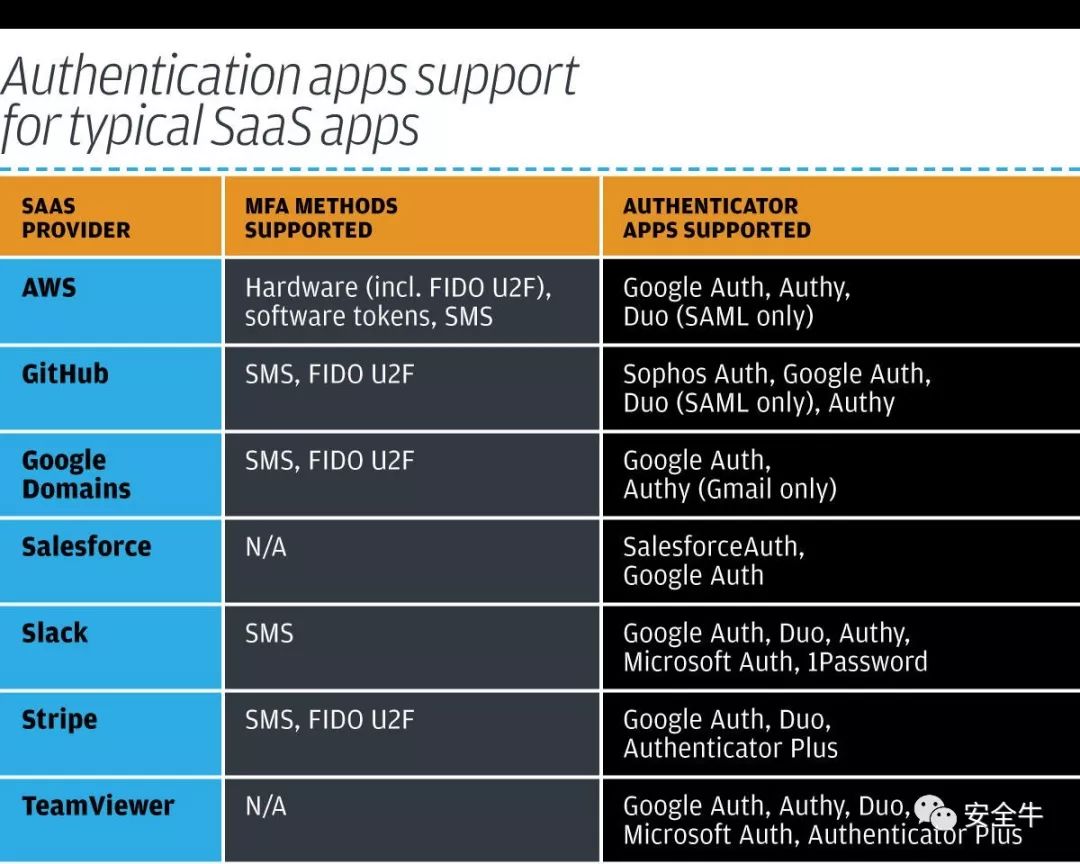 Authentication apps support
for typical SaaS apps
SAAS
PROVIDER
MFA METHODS
SUPPORTED
AUTHENTICATOR
APPS SUPPORTED
AWS
Hardware (incl. FIDO U2F),
software tokens, SMS
Google Auth, Authy,
Duo (SAML only)
GitHub
SMS, FIDO U2F
Sophos Auth, Google Auth,
Duo (SAML only), Authy
Google
Domains
SMS, FIDO U2F
Google Auth,
Authy (Gmail only)
Salesforce
N/A
SalesforceAuth,
Google Auth
Slack
SMS
Google Auth, Duo, Authy,
Microsoft Auth, 1Password
Stripe
SMS, FIDO U2F
Google Auth, Duo,
Authenticator Plus
TeamViewer
N/A
Google Auth, Authy, Duo,
Microsoft Auth, Authenticator Plus
安全牛